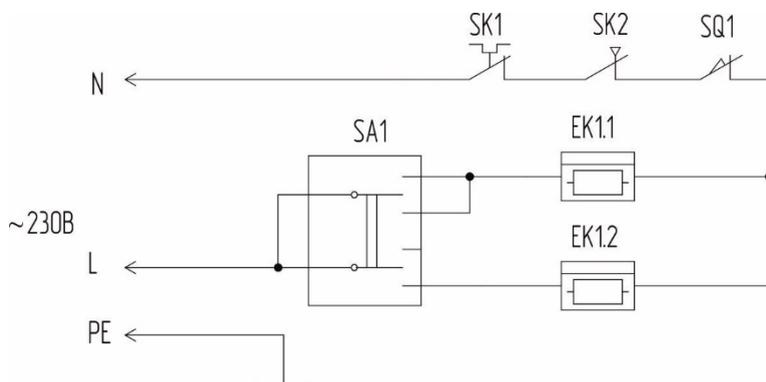 SK1 SK2 SQ1
N
SA1 EK1.1
~230В
EK1.2
L
PE